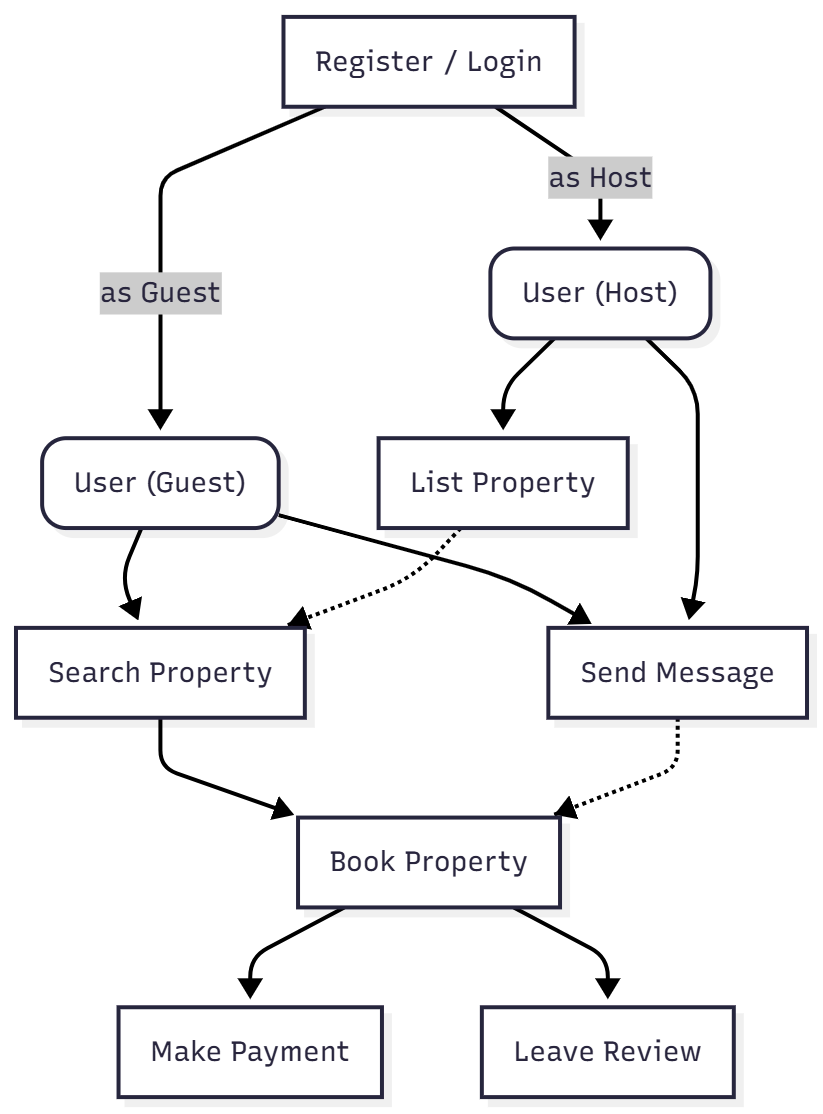 Register / Login
as Host
as Guest
User (Host)
User (Guest)
List Property
Search Property
Send Message
Book Property
Make Payment
Leave Review